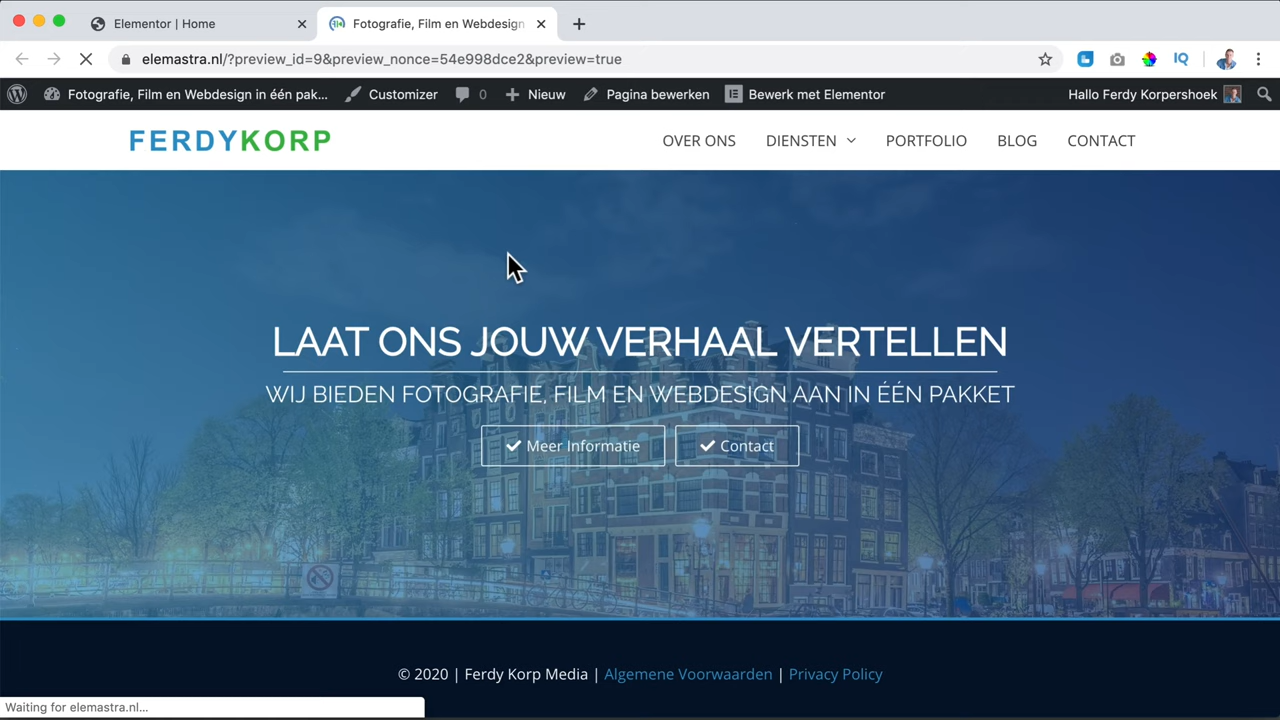 Elementor | Home
Fotografie, Film en Webdesign
elemastra.nl/?preview_id=9&preview_nonce=54e998dce2&preview=true
IQ
Fotografie, Film en Webdesign in één pak... Customizer 0 Nieuw Pagina bewerken Bewerk met Elementor Hallo Ferdy Korpershoek
FERDYKORP
OVER ONS DIENSTEN PORTFOLIO BLOG CONTACT
LAAT ONS JOUW VERHAAL VERTELLEN
WIJ BIEDEN FOTOGRAFIE, FILM EN WEBDESIGN AAN IN ÉÉN PAKKET
Meer Informatie
Contact
© 2020 | Ferdy Korp Media | Algemene Voorwaarden | Privacy Policy
Waiting for elemastra.nl...